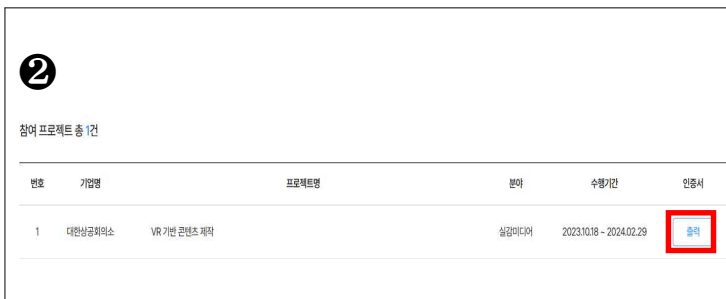 ❷
참여 프로젝트 총 1건
번호 기업명 프로젝트명 분야 수행기간 인증서
1 대한상공회의소 VR 기반 콘텐츠 제작 실감미디어 2023.10.18 ~ 2024.02.29 출력